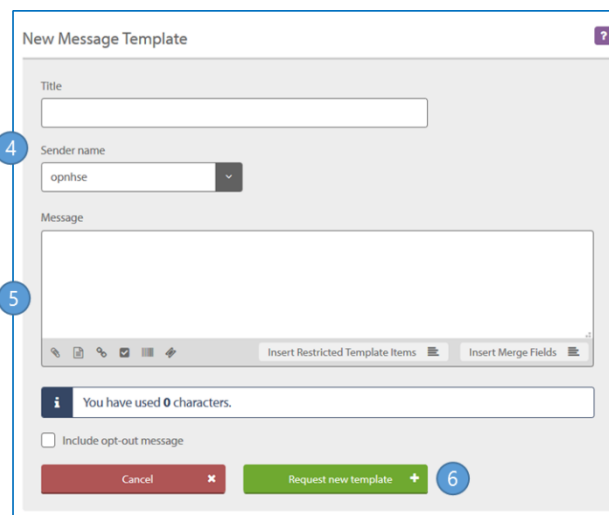 New Message Template
?
Title
4
Sender name
opnhse
Message
5
Insert Restricted Template Items Insert Merge Fields
i You have used 0 characters.
Include opt-out message
Cancel Request new template 6